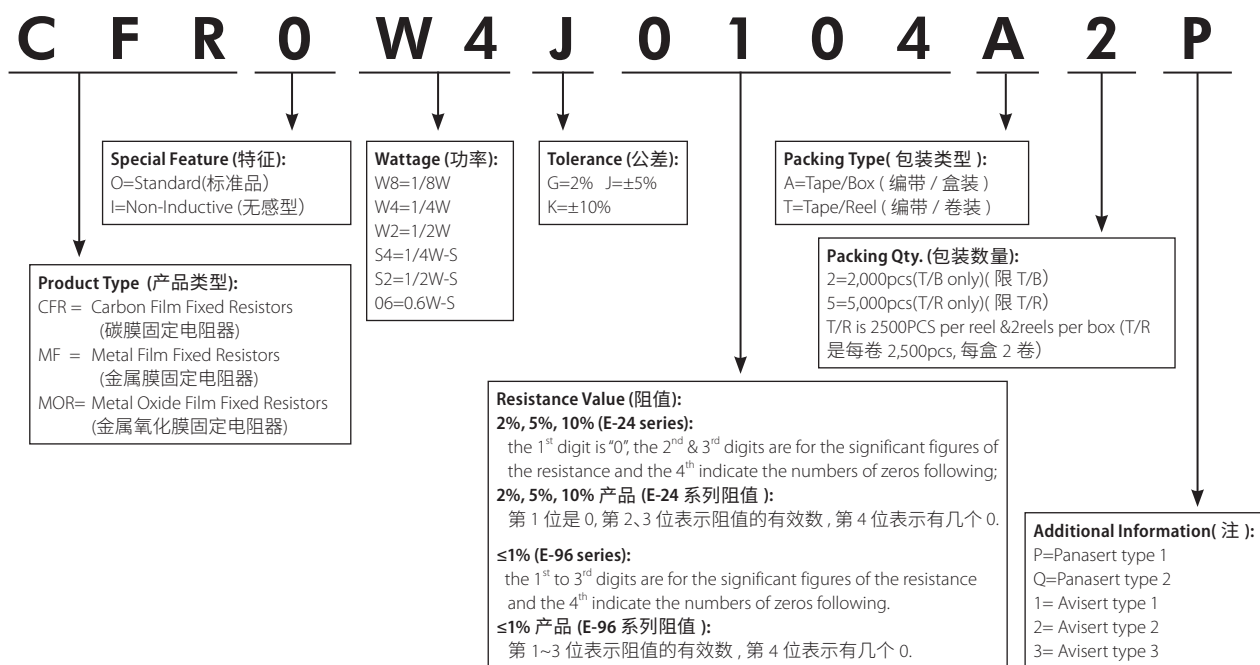 C F R 0 W 4 J 0 1 0 4 A 2 P
Special Feature (特征):
O=Standard(标准品)
I=Non-Inductive (无感型)
Wattage (功率):
W8=1/8W
W4=1/4W
W2=1/2W
S4=1/4W-S
S2=1/2W-S
06=0.6W-S
Tolerance (公差):
G=2% J=±5%
K=±10%
Packing Type( 包装类型 ):
A=Tape/Box ( 编带 / 盒装 )
T=Tape/Reel ( 编带 / 卷装 )
Packing Qty. (包装数量):
2=2,000pcs(T/B only)( 限 T/B)
5=5,000pcs(T/R only)( 限 T/R)
T/R is 2500PCS per reel &2reels per box (T/R
是每卷 2,500pcs, 每盒 2 卷)
Product Type (产品类型):
CFR = Carbon Film Fixed Resistors
(碳膜固定电阻器)
MF = Metal Film Fixed Resistors
(金属膜固定电阻器)
MOR= Metal Oxide Film Fixed Resistors
(金属氧化膜固定电阻器)
Resistance Value (阻值):
2%, 5%, 10% (E-24 series):
the 1st digit is "0", the 2nd & 3rd digits are for the significant figures of
the resistance and the 4th indicate the numbers of zeros following;
2%, 5%, 10% 产品 (E-24 系列阻值 ):
第 1 位是 0, 第 2、3 位表示阻值的有效数 , 第 4 位表示有几个 0.
≤1% (E-96 series):
the 1st to 3rd digits are for the significant figures of the resistance
and the 4th indicate the numbers of zeros following.
≤1% 产品 (E-96 系列阻值 ):
第 1~3 位表示阻值的有效数 , 第 4 位表示有几个 0.
Additional Information( 注 ):
P=Panasert type 1
Q=Panasert type 2
1= Avisert type 1
2= Avisert type 2
3= Avisert type 3